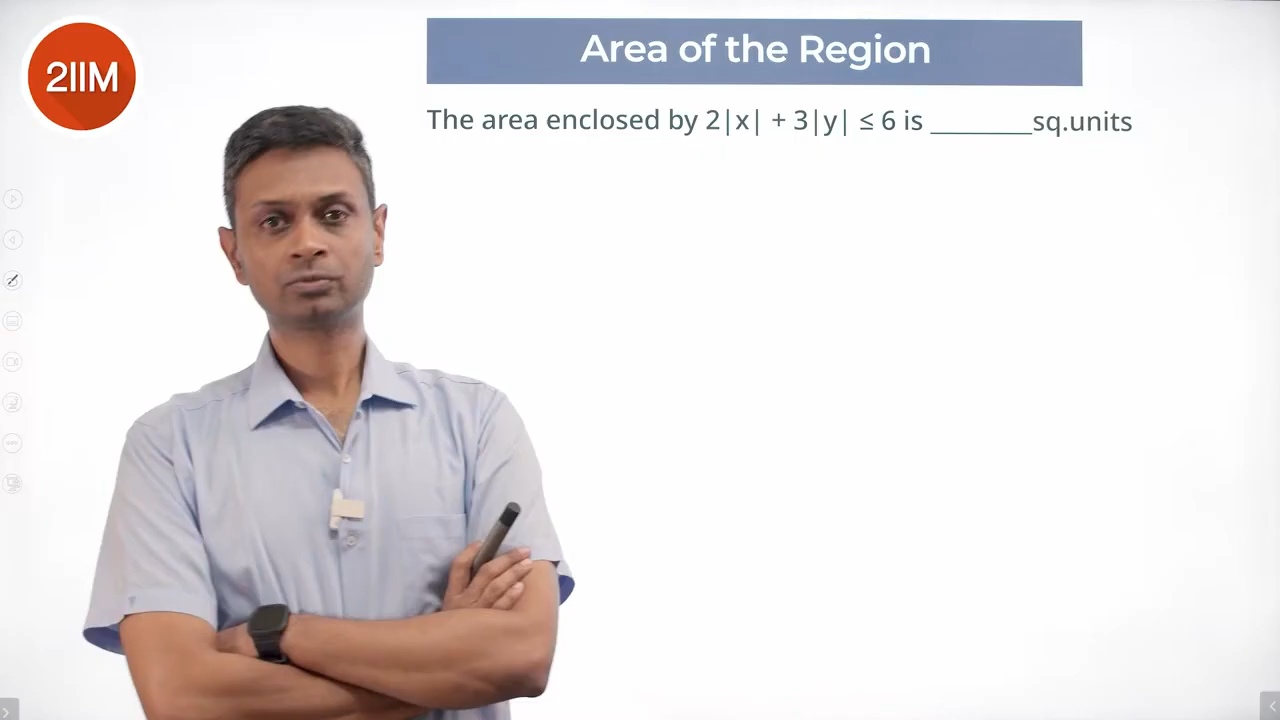 2IIM
Area of the Region
The area enclosed by 2|x| + 3|y| ≤ 6 is ________sq.units